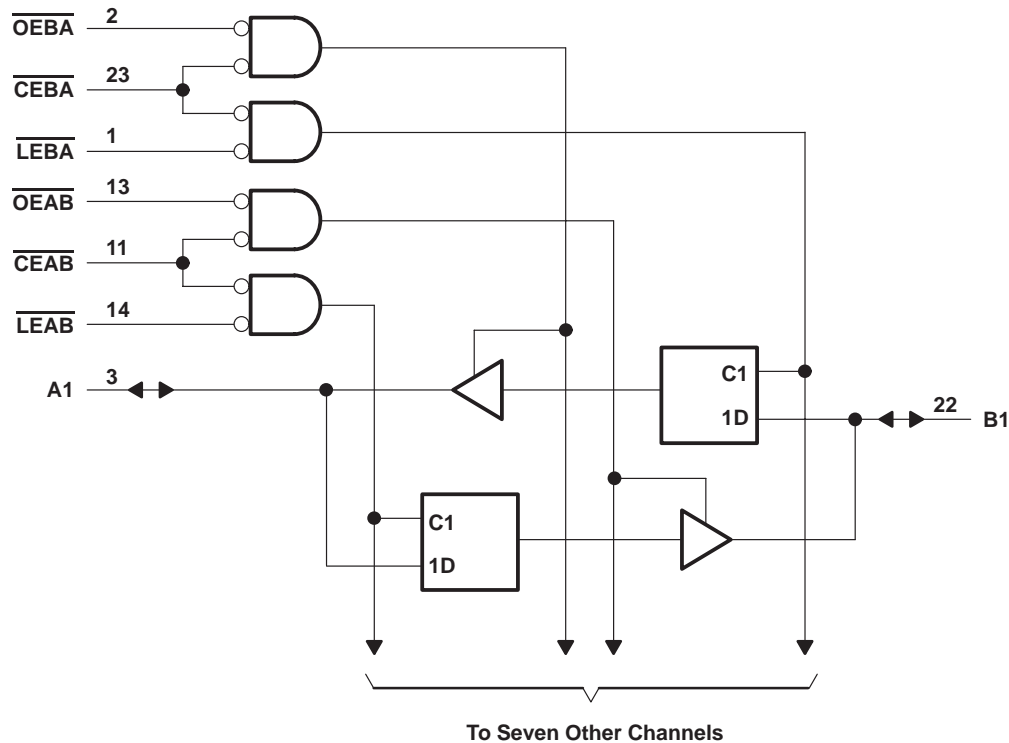 OEBA 2
CEBA 23
LEBA 1
OEAB 13
CEAB 11
LEAB 14
A1 3
C1
1D
22 B1
C1
1D
To Seven Other Channels